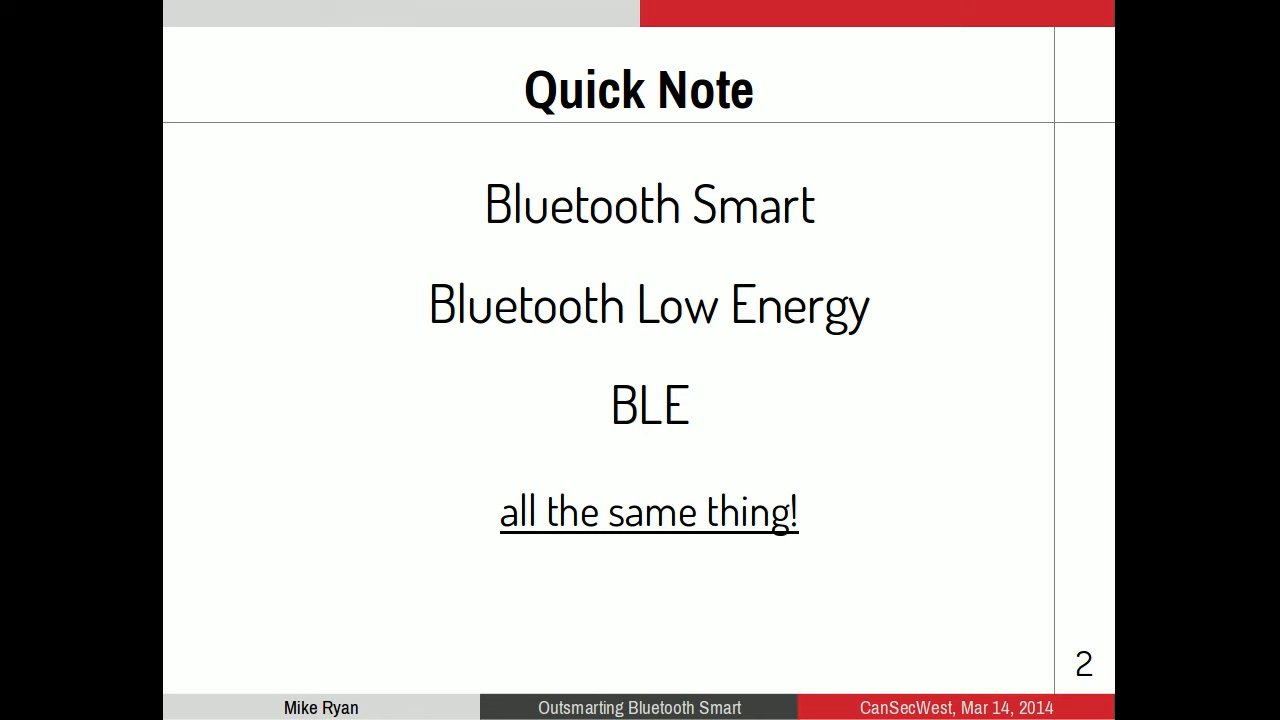 Quick Note
Bluetooth Smart
Bluetooth Low Energy
BLE
all the same thing!
2
Mike Ryan
Outsmarting Bluetooth Smart
CanSecWest, Mar 14, 2014